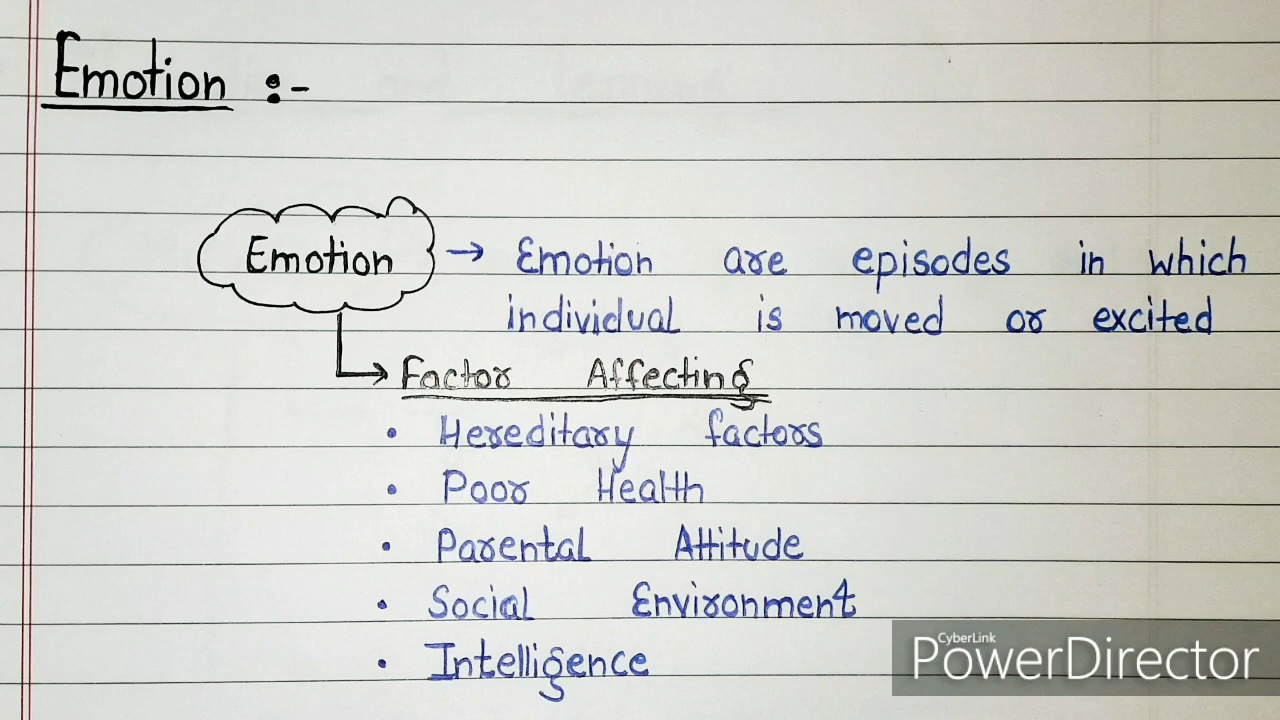 Emotion :-
Emotion → Emotion are episodes in which
individual is moved or excited
→ Factor Affecting
• Hereditary factors
• Poor Health
• Parental Attitude
• Social Environment
• Intelligence
CyberLink
PowerDirector